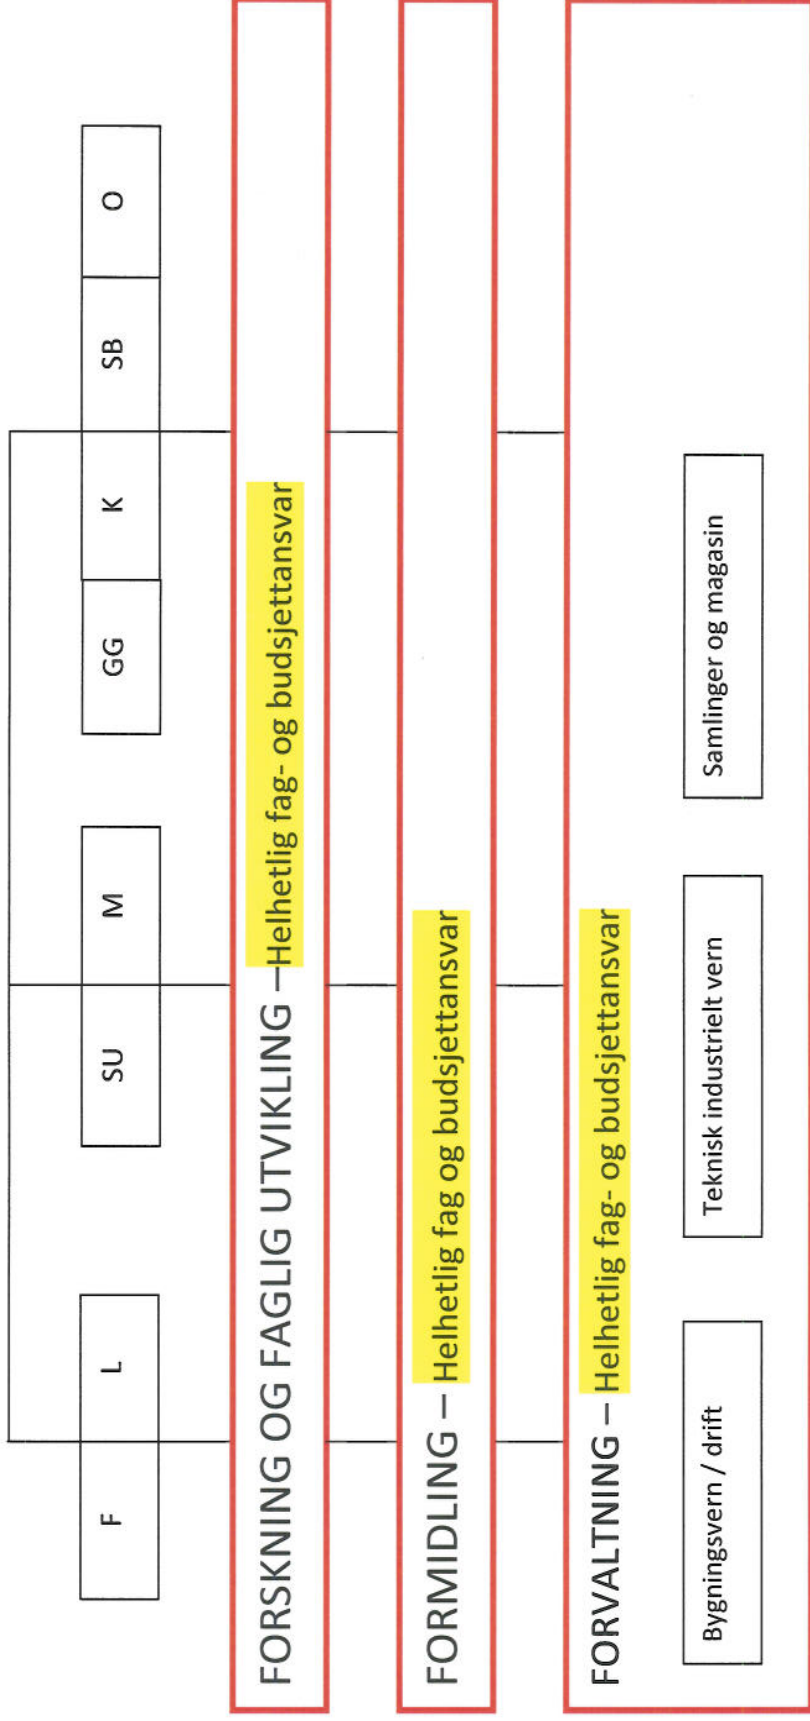 F L SU M GG K SB O
FORSKNING OG FAGLIG UTVIKLING –Helhetlig fag- og budsjettansvar
FORMIDLING – Helhetlig fag og budsjettansvar
FORVALTNING – Helhetlig fag- og budsjettansvar
Bygningsvern / drift
Teknisk industrielt vern
Samlinger og magasin